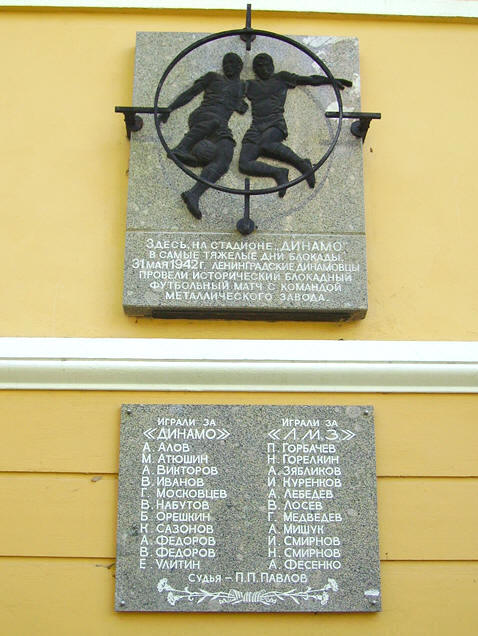 ЗДЕСЬ, НА СТАДИОНЕ „ДИНАМО"
В САМЫЕ ТЯЖЕЛЫЕ ДНИ БЛОКАДЫ,
31 МАЯ 1942 Г. ЛЕНИНГРАДСКИЕ ДИНАМОВЦЫ
ПРОВЕЛИ ИСТОРИЧЕСКИЙ БЛОКАДНЫЙ
ФУТБОЛЬНЫЙ МАТЧ С КОМАНДОЙ
МЕТАЛЛИЧЕСКОГО ЗАВОДА.
ИГРАЛИ ЗА
«ДИНАМО»
А. АЛОВ
М. АТЮШИН
А. ВИКТОРОВ
В. ИВАНОВ
Г. МОСКОВЦЕВ
В. НАБУТОВ
Б. ОРЕШКИН
К. САЗОНОВ
А. ФЕДОРОВ
В. ФЕДОРОВ
Е. УЛИТИН
ИГРАЛИ ЗА
«Л.М.З»
П. ГОРБАЧЕВ
Н. ГОРЕЛКИН
А. ЗЯБЛИКОВ
И. КУРЕНКОВ
А. ЛЕБЕДЕВ
В. ЛОСЕВ
Г. МЕДВЕДЕВ
А. МИЩУК
И. СМИРНОВ
Н. СМИРНОВ
А. ФЕСЕНКО
СУДЬЯ – П.П. ПАВЛОВ